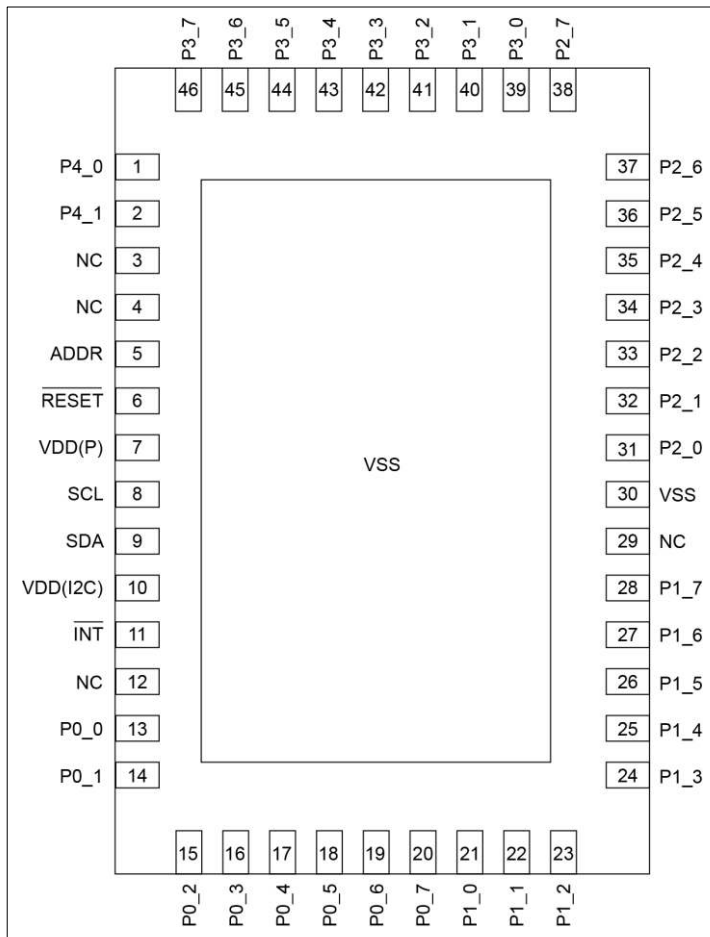 P3_7 P3_6 P3_5 P3_4 P3_3 P3_2 P3_1 P3_0 P2_7
46 45 44 43 42 41 40 39 38
P4_0 1 37 P2_6
P4_1 2 36 P2_5
NC 3 35 P2_4
NC 4 34 P2_3
ADDR 5 33 P2_2
RESET 6 32 P2_1
VDD(P) 7 31 P2_0
VSS
SCL 8 30 VSS
SDA 9 29 NC
VDD(I2C) 10 28 P1_7
INT 11 27 P1_6
NC 12 26 P1_5
P0_0 13 25 P1_4
P0_1 14 24 P1_3
15 16 17 18 19 20 21 22 23
P0_2 P0_3 P0_4 P0_5 P0_6 P0_7 P1_0 P1_1 P1_2